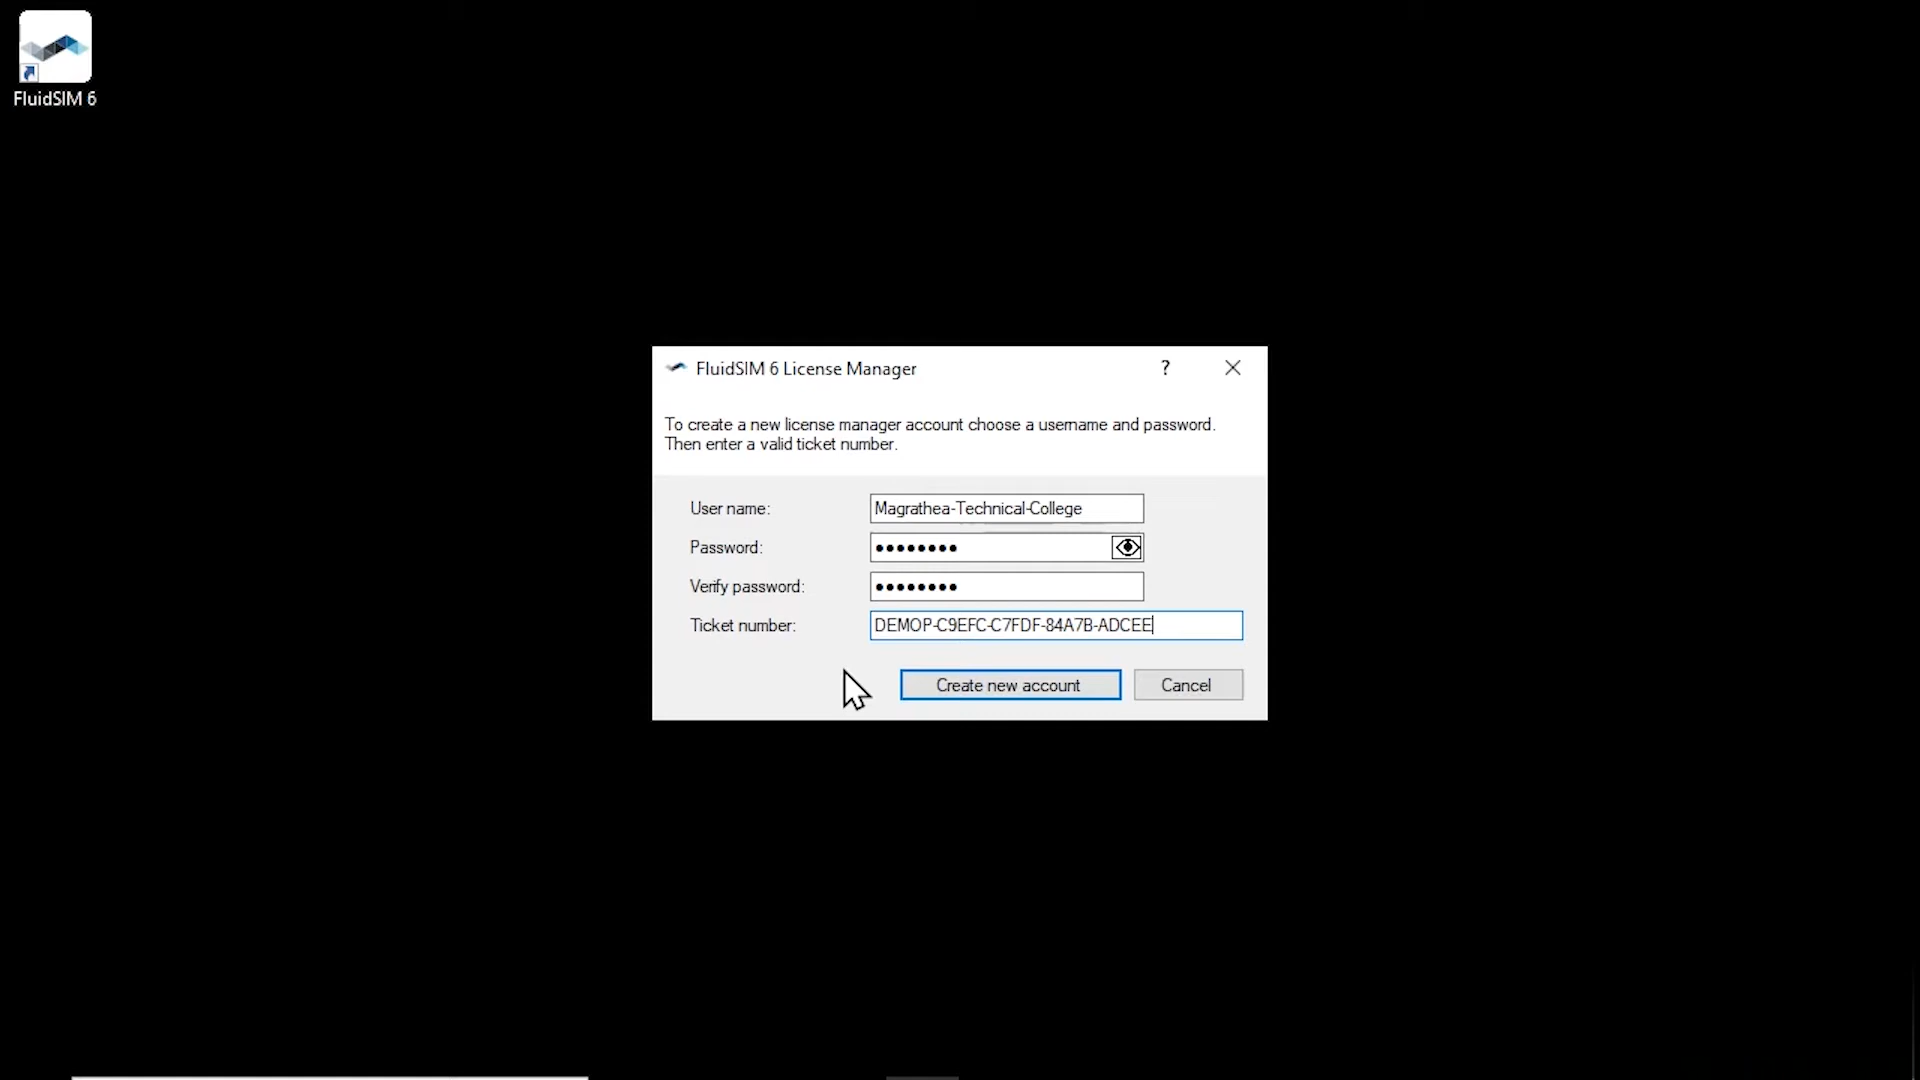 FluidSIM 6
FluidSIM 6 License Manager
?
To create a new license manager account choose a username and password.
Then enter a valid ticket number.
User name:
Magrathea-Technical-College
Password:
●●●●●●●●
Verify password:
●●●●●●●●
Ticket number:
DEMOP-C9EFC-C7FDF-84A7B-ADCEE
Create new account
Cancel